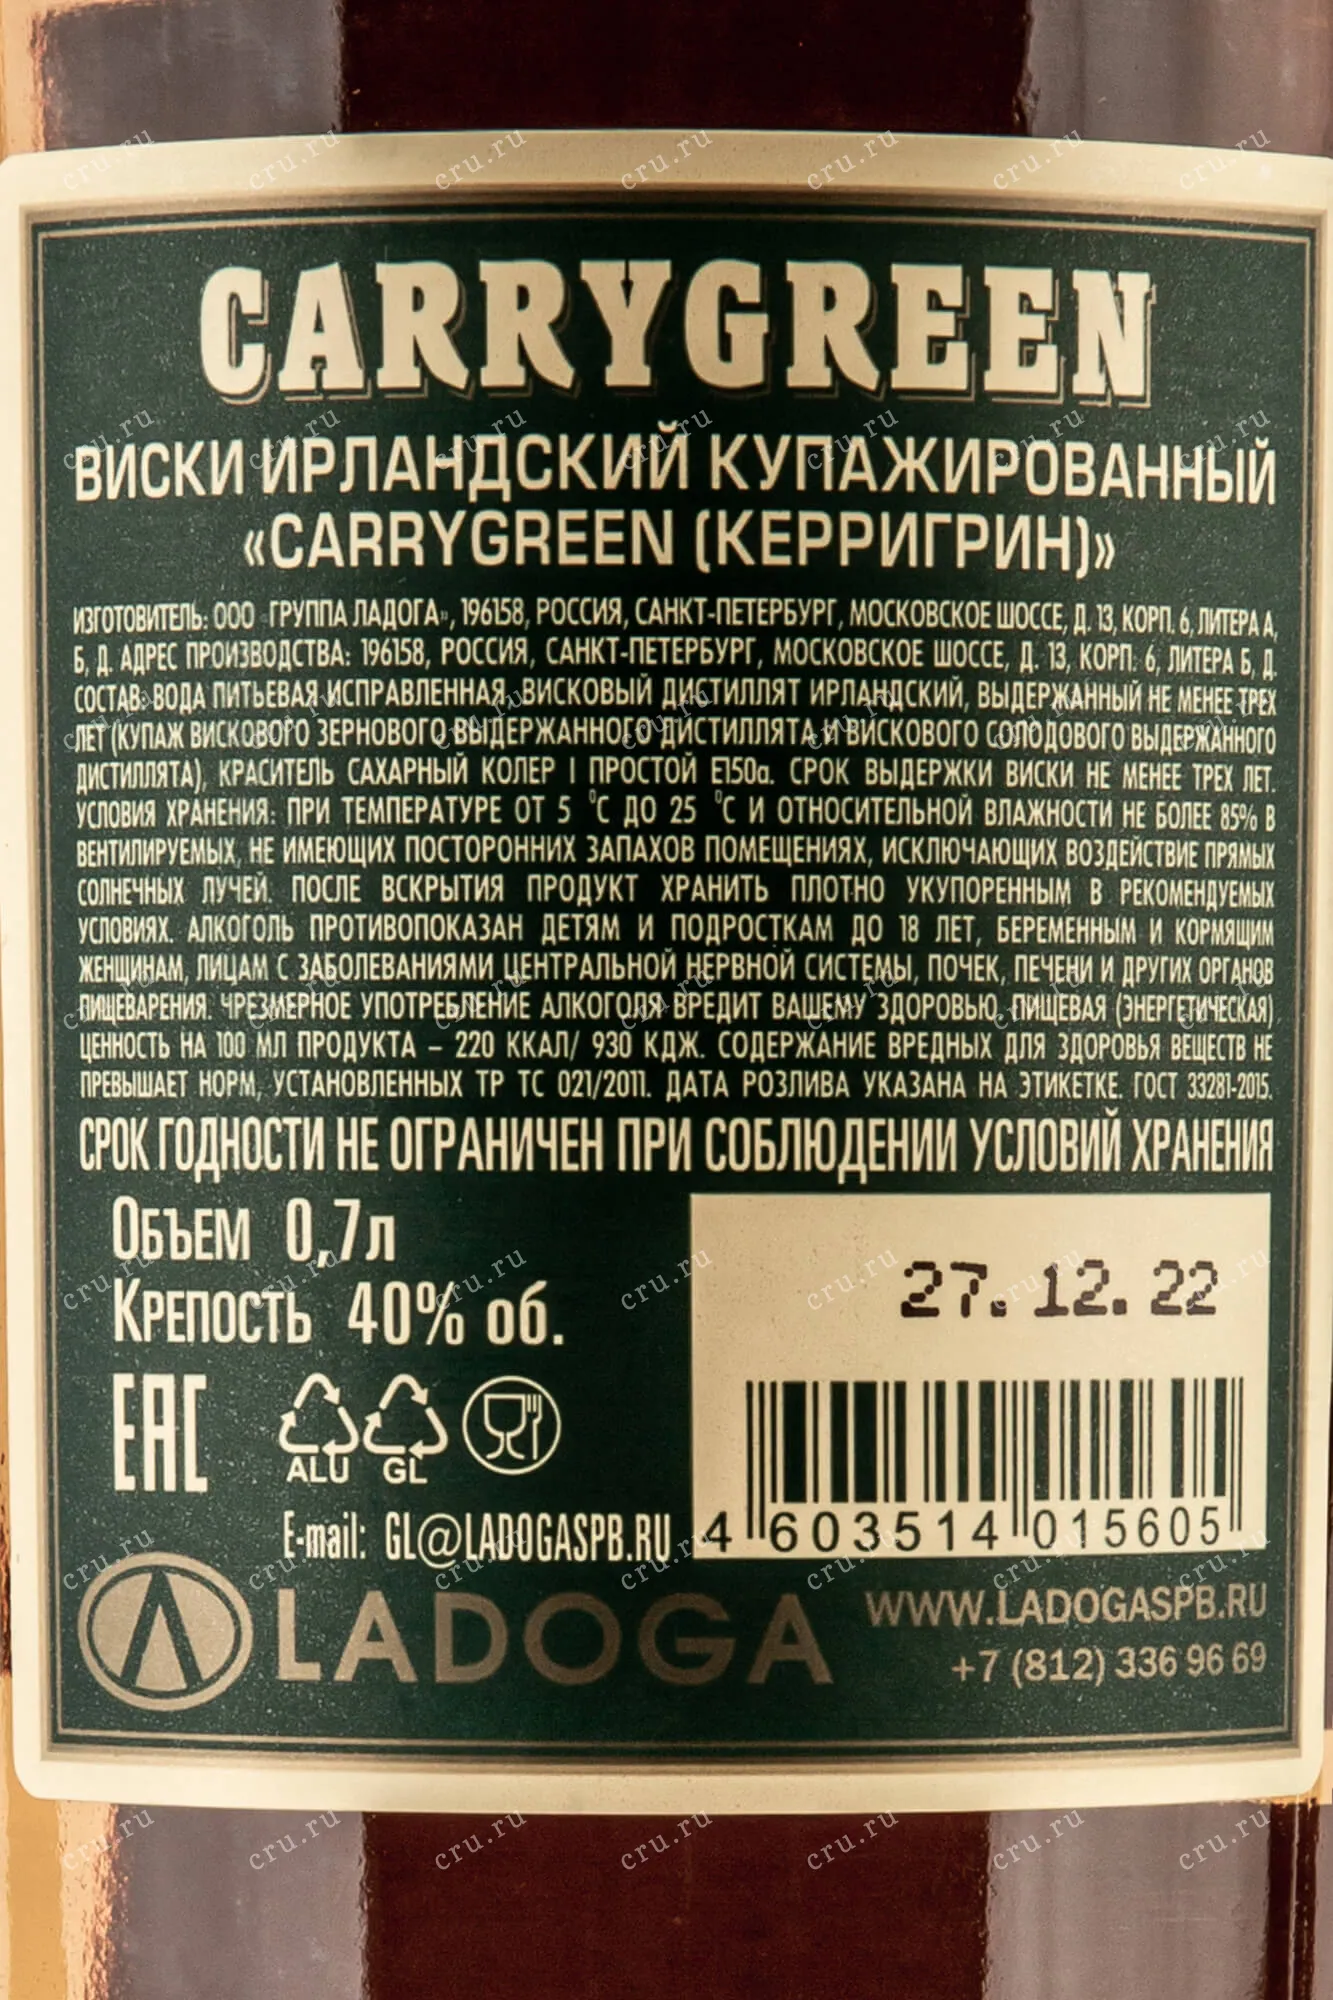 CARRYGREEN
ВИСКИ ИРЛАНДСКИЙ КУПАЖИРОВАННЫЙ
«CARRYGREEN (КЕРРИГРИН)»
ИЗГОТОВИТЕЛЬ: ООО «ГРУППА ЛАДОГА», 196158, РОССИЯ, САНКТ-ПЕТЕРБУРГ, МОСКОВСКОЕ ШОССЕ, Д. 13, КОРП. 6, ЛИТЕРА А,
Б, Д. АДРЕС ПРОИЗВОДСТВА: 196158, РОССИЯ, САНКТ-ПЕТЕРБУРГ, МОСКОВСКОЕ ШОССЕ, Д. 13, КОРП. 6, ЛИТЕРА Б, Д.
СОСТАВ: ВОДА ПИТЬЕВАЯ ИСПРАВЛЕННАЯ, ВИСКОВЫЙ ДИСТИЛЛЯТ ИРЛАНДСКИЙ, ВЫДЕРЖАННЫЙ НЕ МЕНЕЕ ТРЕХ
ЛЕТ (КУПАЖ ВИСКОВОГО ЗЕРНОВОГО ВЫДЕРЖАННОГО ДИСТИЛЛЯТА И ВИСКОВОГО СОЛОДОВОГО ВЫДЕРЖАННОГО
ДИСТИЛЛЯТА), КРАСИТЕЛЬ САХАРНЫЙ КОЛЕР I ПРОСТОЙ Е150а. СРОК ВЫДЕРЖКИ ВИСКИ НЕ МЕНЕЕ ТРЕХ ЛЕТ.
УСЛОВИЯ ХРАНЕНИЯ: ПРИ ТЕМПЕРАТУРЕ ОТ 5 °С ДО 25 °С И ОТНОСИТЕЛЬНОЙ ВЛАЖНОСТИ НЕ БОЛЕЕ 85% В
ВЕНТИЛИРУЕМЫХ, НЕ ИМЕЮЩИХ ПОСТОРОННИХ ЗАПАХОВ ПОМЕЩЕНИЯХ, ИСКЛЮЧАЮЩИХ ВОЗДЕЙСТВИЕ ПРЯМЫХ
СОЛНЕЧНЫХ ЛУЧЕЙ. ПОСЛЕ ВСКРЫТИЯ ПРОДУКТ ХРАНИТЬ ПЛОТНО УКУПОРЕННЫМ В РЕКОМЕНДУЕМЫХ
УСЛОВИЯХ. АЛКОГОЛЬ ПРОТИВОПОКАЗАН ДЕТЯМ И ПОДРОСТКАМ ДО 18 ЛЕТ, БЕРЕМЕННЫМ И КОРМЯЩИМ
ЖЕНЩИНАМ, ЛИЦАМ С ЗАБОЛЕВАНИЯМИ ЦЕНТРАЛЬНОЙ НЕРВНОЙ СИСТЕМЫ, ПОЧЕК, ПЕЧЕНИ И ДРУГИХ ОРГАНОВ
ПИЩЕВАРЕНИЯ. ЧРЕЗМЕРНОЕ УПОТРЕБЛЕНИЕ АЛКОГОЛЯ ВРЕДИТ ВАШЕМУ ЗДОРОВЬЮ. ПИЩЕВАЯ (ЭНЕРГЕТИЧЕСКАЯ)
ЦЕННОСТЬ НА 100 МЛ ПРОДУКТА – 220 ККАЛ/ 930 КДЖ. СОДЕРЖАНИЕ ВРЕДНЫХ ДЛЯ ЗДОРОВЬЯ ВЕЩЕСТВ НЕ
ПРЕВЫШАЕТ НОРМ, УСТАНОВЛЕННЫХ ТР ТС 021/2011. ДАТА РОЗЛИВА УКАЗАНА НА ЭТИКЕТКЕ. ГОСТ 33281-2015.
СРОК ГОДНОСТИ НЕ ОГРАНИЧЕН ПРИ СОБЛЮДЕНИИ УСЛОВИЙ ХРАНЕНИЯ
ОБЪЕМ 0,7л
КРЕПОСТЬ 40% об.
27.12.22
EAC
ALU GL
4 603514 015605
E-mail: GL@LADOGASPB.RU
LADOGA
WWW.LADOGASPB.RU
+7 (812) 336 96 69
cru.ru